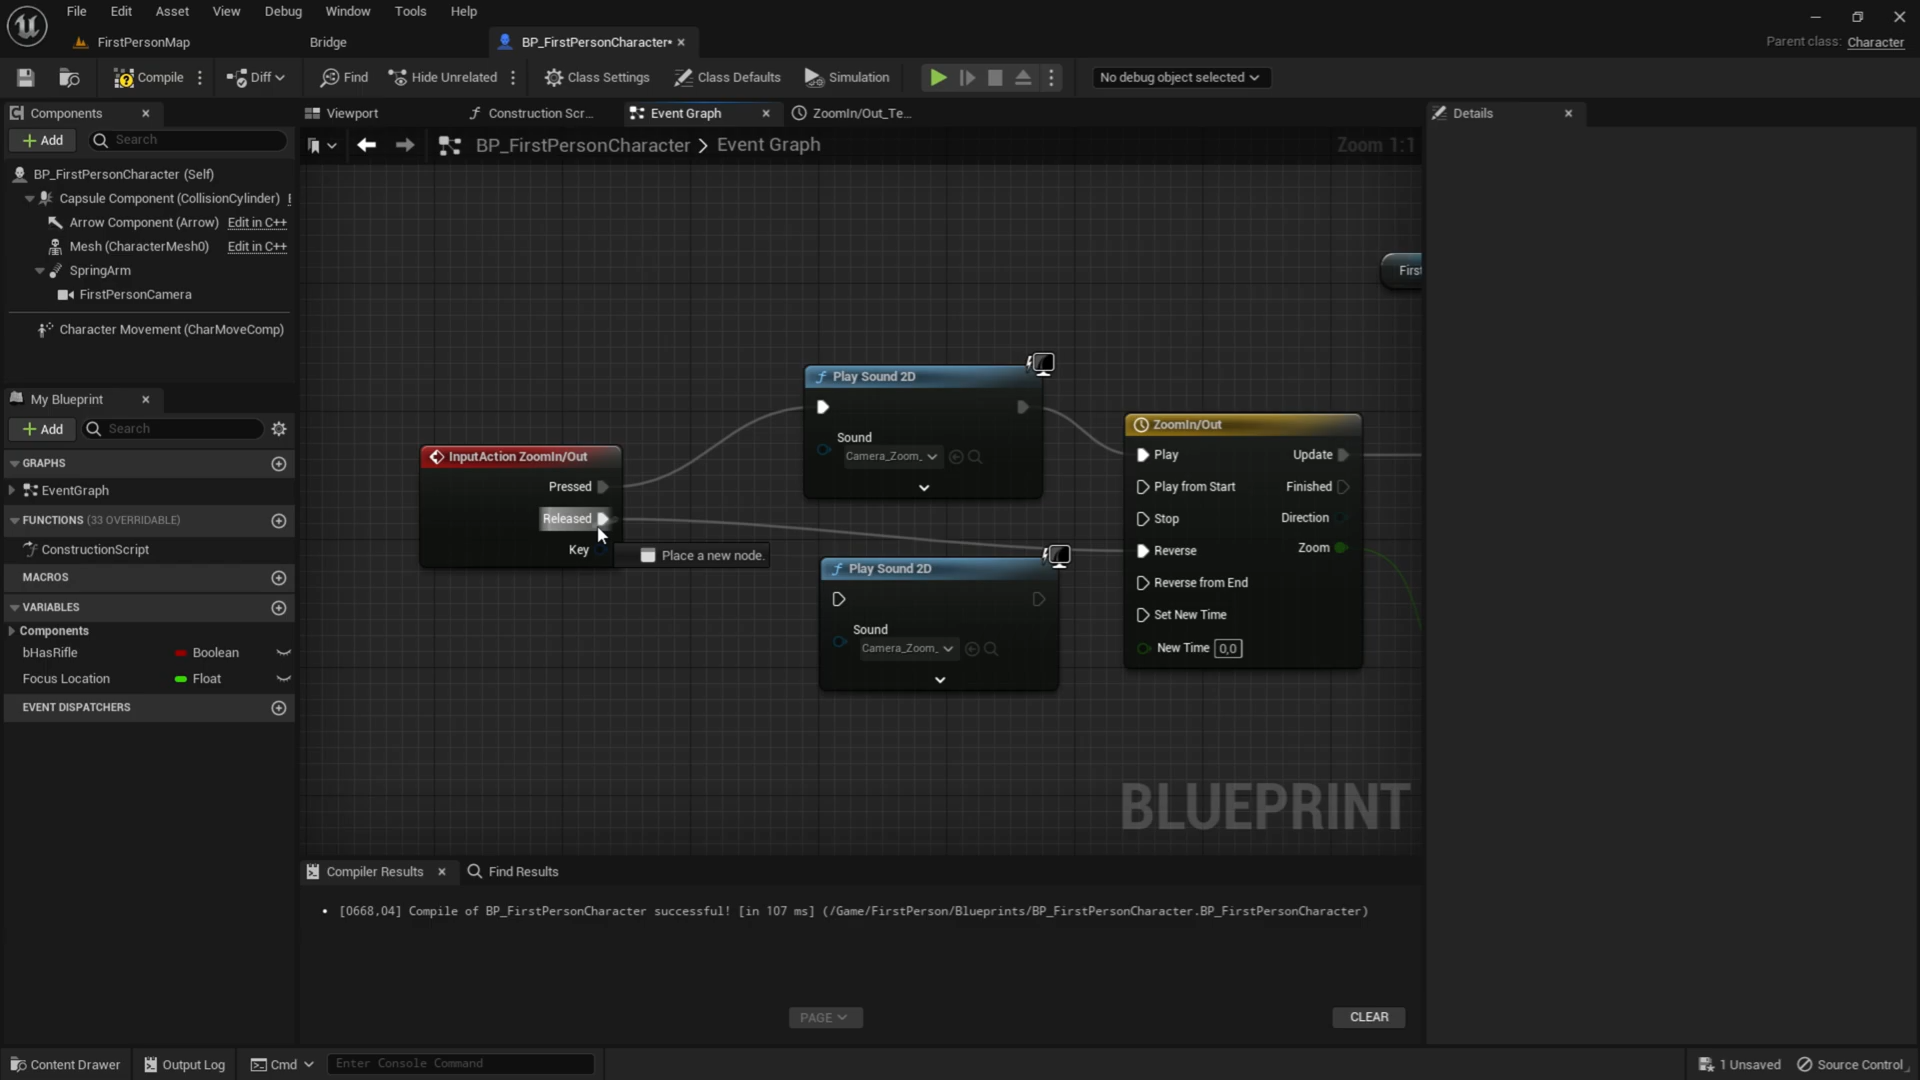 File Edit Asset View Debug Window Tools Help
FirstPersonMap Bridge BP_FirstPersonCharacter• Parent class: Character
Compile Diff Find Hide Unrelated Class Settings Class Defaults Simulation No debug object selected
Components Viewport Construction Scr... Event Graph ZoomIn/Out_Te... Details
Add Search BP_FirstPersonCharacter > Event Graph Zoom 1:1
BP_FirstPersonCharacter (Self)
Capsule Component (CollisionCylinder)
Arrow Component (Arrow) Edit in C++
Mesh (CharacterMesh0) Edit in C++
SpringArm
FirstPersonCamera
Character Movement (CharMoveComp)
My Blueprint
Add Search
GRAPHS
EventGraph
FUNCTIONS (33 OVERRIDABLE)
ConstructionScript
MACROS
VARIABLES
Components
bHasRifle Boolean
Focus Location Float
EVENT DISPATCHERS
First
InputAction ZoomIn/Out
Pressed
Released
Key
Place a new node.
Play Sound 2D
Sound
Camera_Zoom_
Play Sound 2D
Sound
Camera_Zoom_
ZoomIn/Out
Play Update
Play from Start Finished
Stop Direction
Reverse Zoom
Reverse from End
Set New Time
New Time 0,0
BLUEPRINT
Compiler Results Find Results
• [0668,04] Compile of BP_FirstPersonCharacter successful! [in 107 ms] (/Game/FirstPerson/Blueprints/BP_FirstPersonCharacter.BP_FirstPersonCharacter)
PAGE CLEAR
Content Drawer Output Log Cmd Enter Console Command 1 Unsaved Source Control